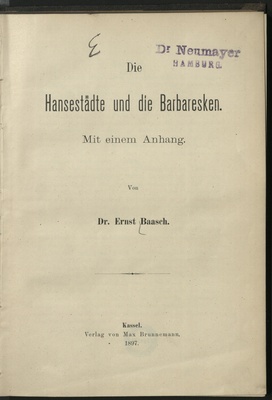 Dr Neumayer
HAMBURG.
Die
Hansestädte und die Barbaresken.
Mit einem Anhang.
Von
Dr. Ernst Baasch.
Kassel.
Verlag von Max Brunnemann.
1897.